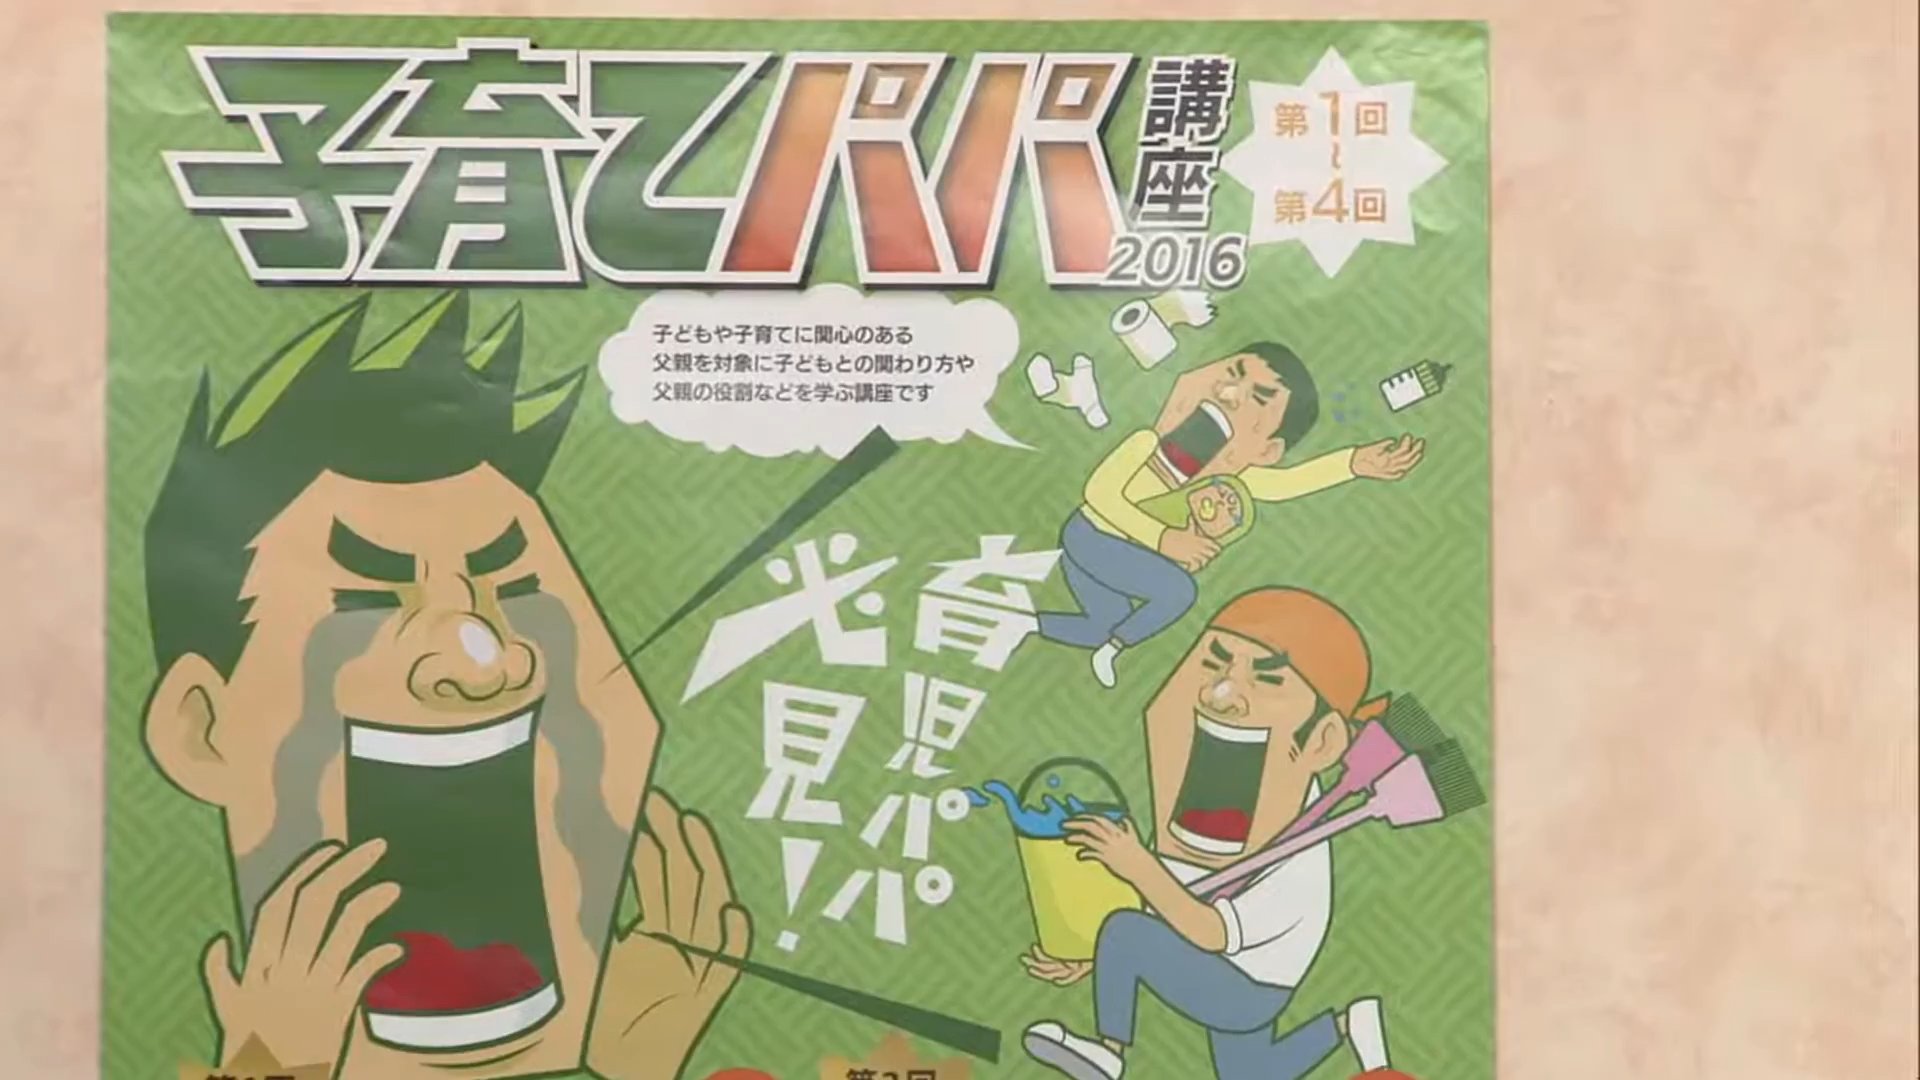 子育てパパ
講座
2016
第1回
～
第4回
子どもや子育てに関心のある
父親を対象に子どもとの関わり方や
父親の役割などを学ぶ講座です
育児パパ
必見！